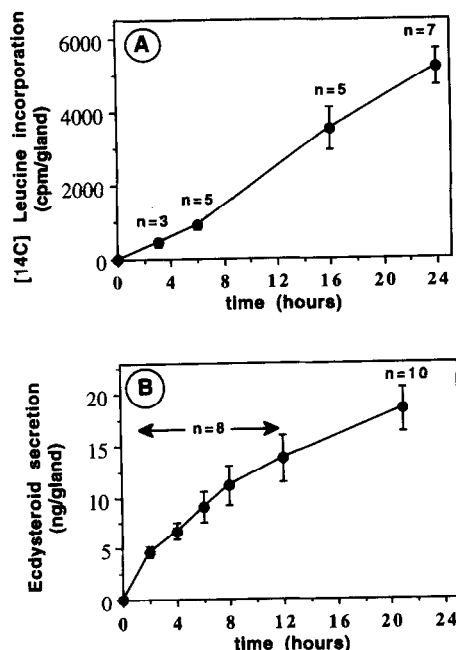 A
[14C] Leucine incorporation
(cpm/gland)
6000
4000
2000
0
n=3
n=5
n=5
n=7
0 4 8 12 16 20 24
time (hours)
B
Ecdysteroid secretion
(ng/gland)
20
15
10
5
0
n=8
n=10
0 4 8 12 16 20 24
time (hours)